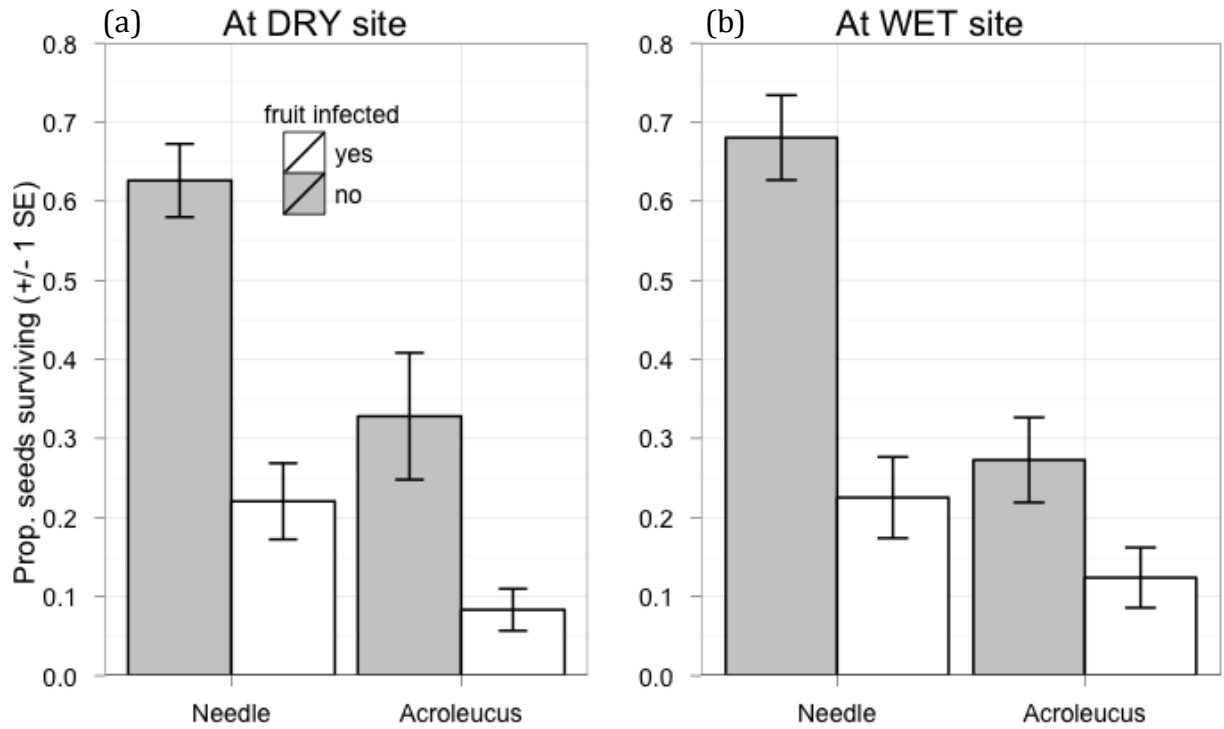 (a) At DRY site
(b) At WET site
Prop. seeds surviving (+/- 1 SE)
0.8
0.7
0.6
0.5
0.4
0.3
0.2
0.1
0.0
fruit infected
yes
no
Needle Acroleucus
0.8
0.7
0.6
0.5
0.4
0.3
0.2
0.1
0.0
Needle Acroleucus